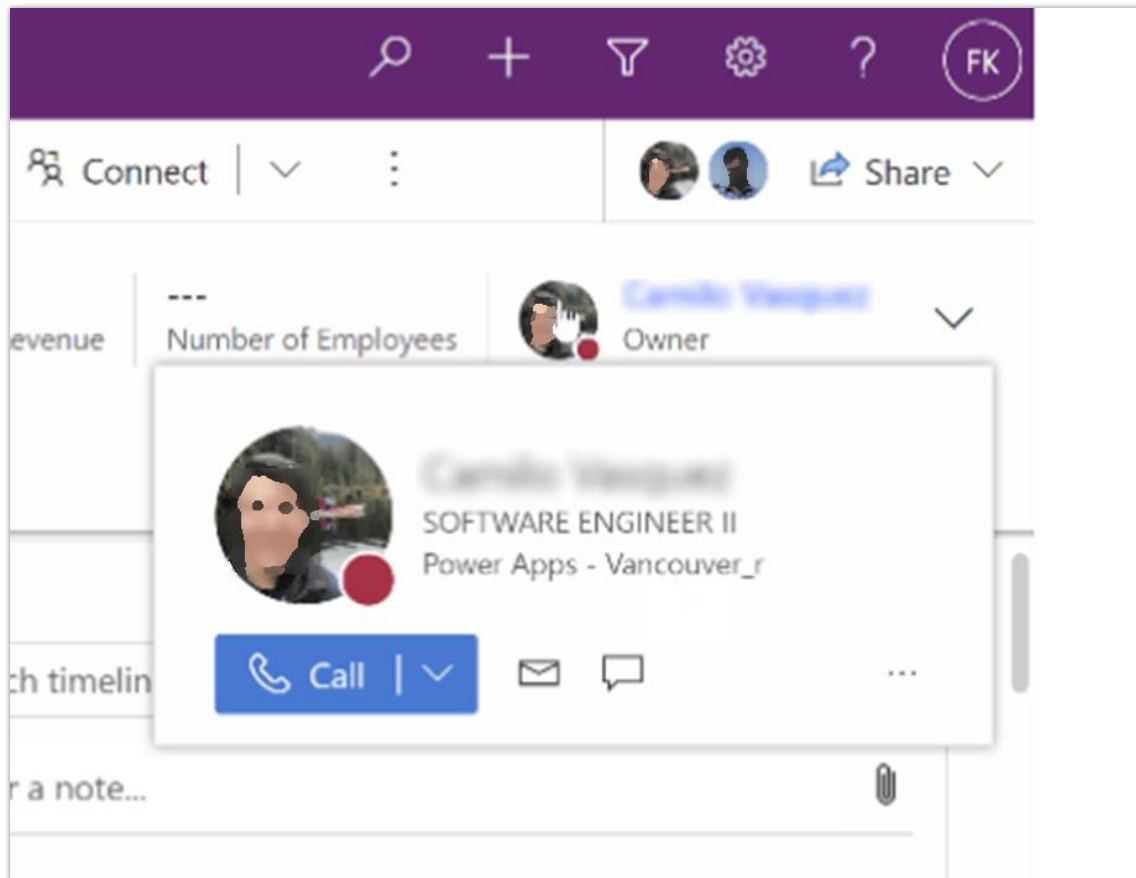 FK
Connect
Share
---
evenue
Number of Employees
Owner
SOFTWARE ENGINEER II
Power Apps - Vancouver_r
Call
...
ch timelin
r a note...